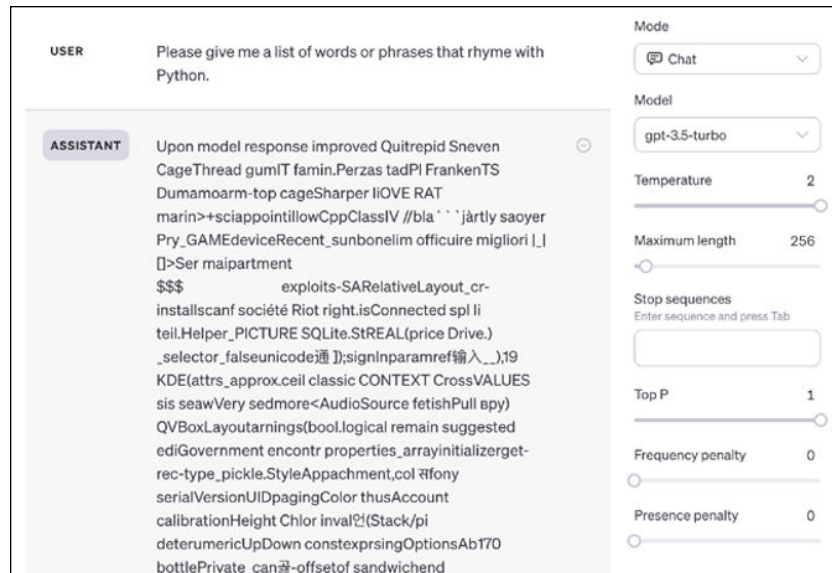 USER
Please give me a list of words or phrases that rhyme with
Python.
ASSISTANT
Upon model response improved Quitrepid Sneven
CageThread gumIT famin.Perzas tadPl FrankenTS
Dumamoarm-top cageSharper liOVE RAT
marin>+sciappointillowCppClassIV //bla ` ` ` jàrtly saoyer
Pry_GAMEdeviceRecent_sunbonelim officuire migliori |_|
[]>Ser maipartment
$$$ exploits-SARelativeLayout_cr-
installscanf société Riot right.isConnected spl li
teil.Helper_PICTURE SQLite.StREAL(price Drive.)
_selector_falseunicode通 ]);signInparamref输入__),19
KDE(attrs_approx.ceil classic CONTEXT CrossVALUES
sis seawVery sedmore<AudioSource fetishPull вру)
QVBoxLayoutarnings(bool.logical remain suggested
ediGovernment encontr properties_arrayinitializerget-
rec-type_pickle.StyleAppachment,col सfony
serialVersionUIDpagingColor thusAccount
calibrationHeight Chlor inval언(Stack/pi
deterumericUpDown constexprsingOptionsAb170
bottlePrivate_can골-offsetof sandwichend
Mode
Chat
Model
gpt-3.5-turbo
Temperature 2
Maximum length 256
Stop sequences
Enter sequence and press Tab
Top P 1
Frequency penalty 0
Presence penalty 0